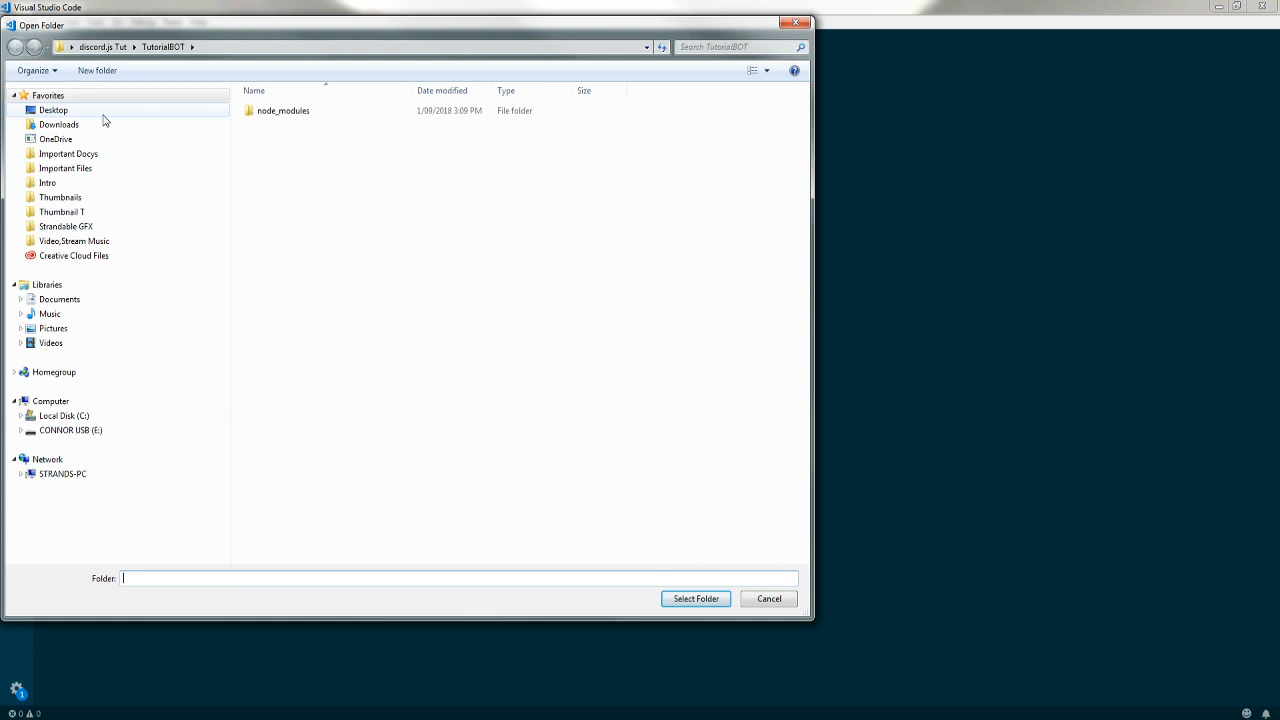 Visual Studio Code
Open Folder
discord.js Tut
TutorialBOT
Search TutorialBOT
Organize
New folder
Name
Date modified
Type
Size
Favorites
Desktop
Downloads
OneDrive
Important Docys
Important Files
Intro
Thumbnails
Thumbnail T
Strandable GFX
Video,Stream Music
Creative Cloud Files
node_modules
1/09/2018 3:09 PM
File folder
Libraries
Documents
Music
Pictures
Videos
Homegroup
Computer
Local Disk (C:)
CONNOR USB (E:)
Network
STRANDS-PC
Folder:
Select Folder
Cancel
1
0
0